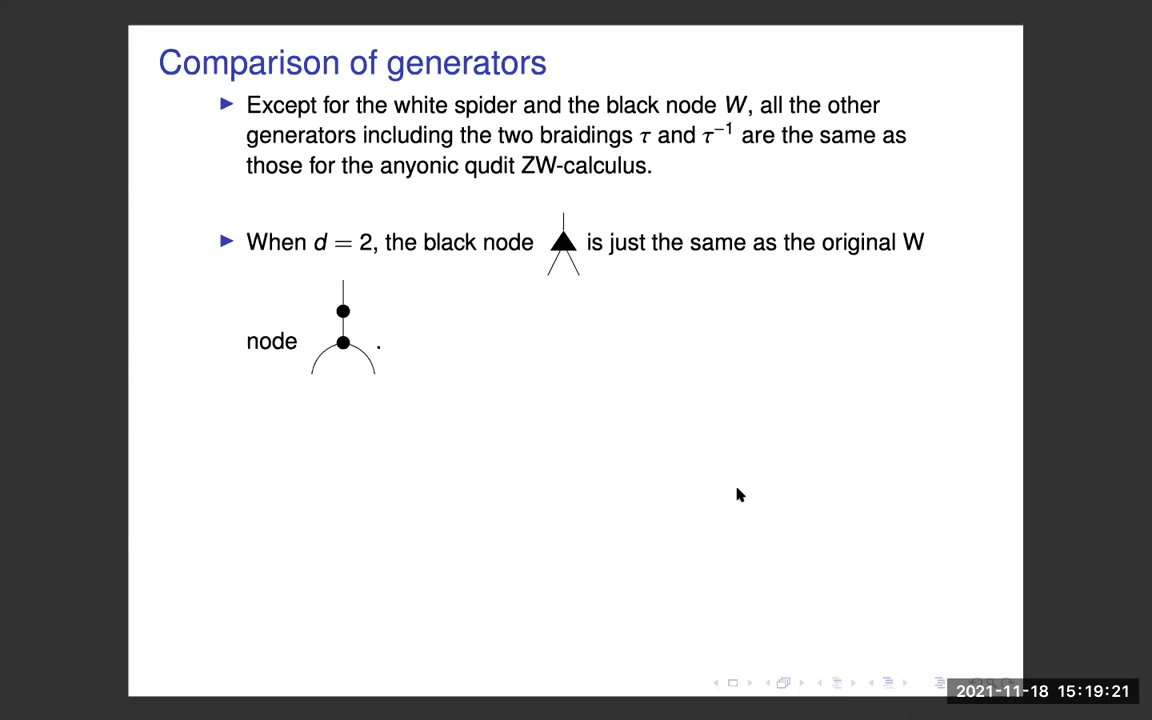 Comparison of generators
▶ Except for the white spider and the black node W, all the other
generators including the two braidings τ and τ⁻¹ are the same as
those for the anyonic qudit ZW-calculus.
▶ When d = 2, the black node is just the same as the original W
node .
2021-11-18 15:19:21